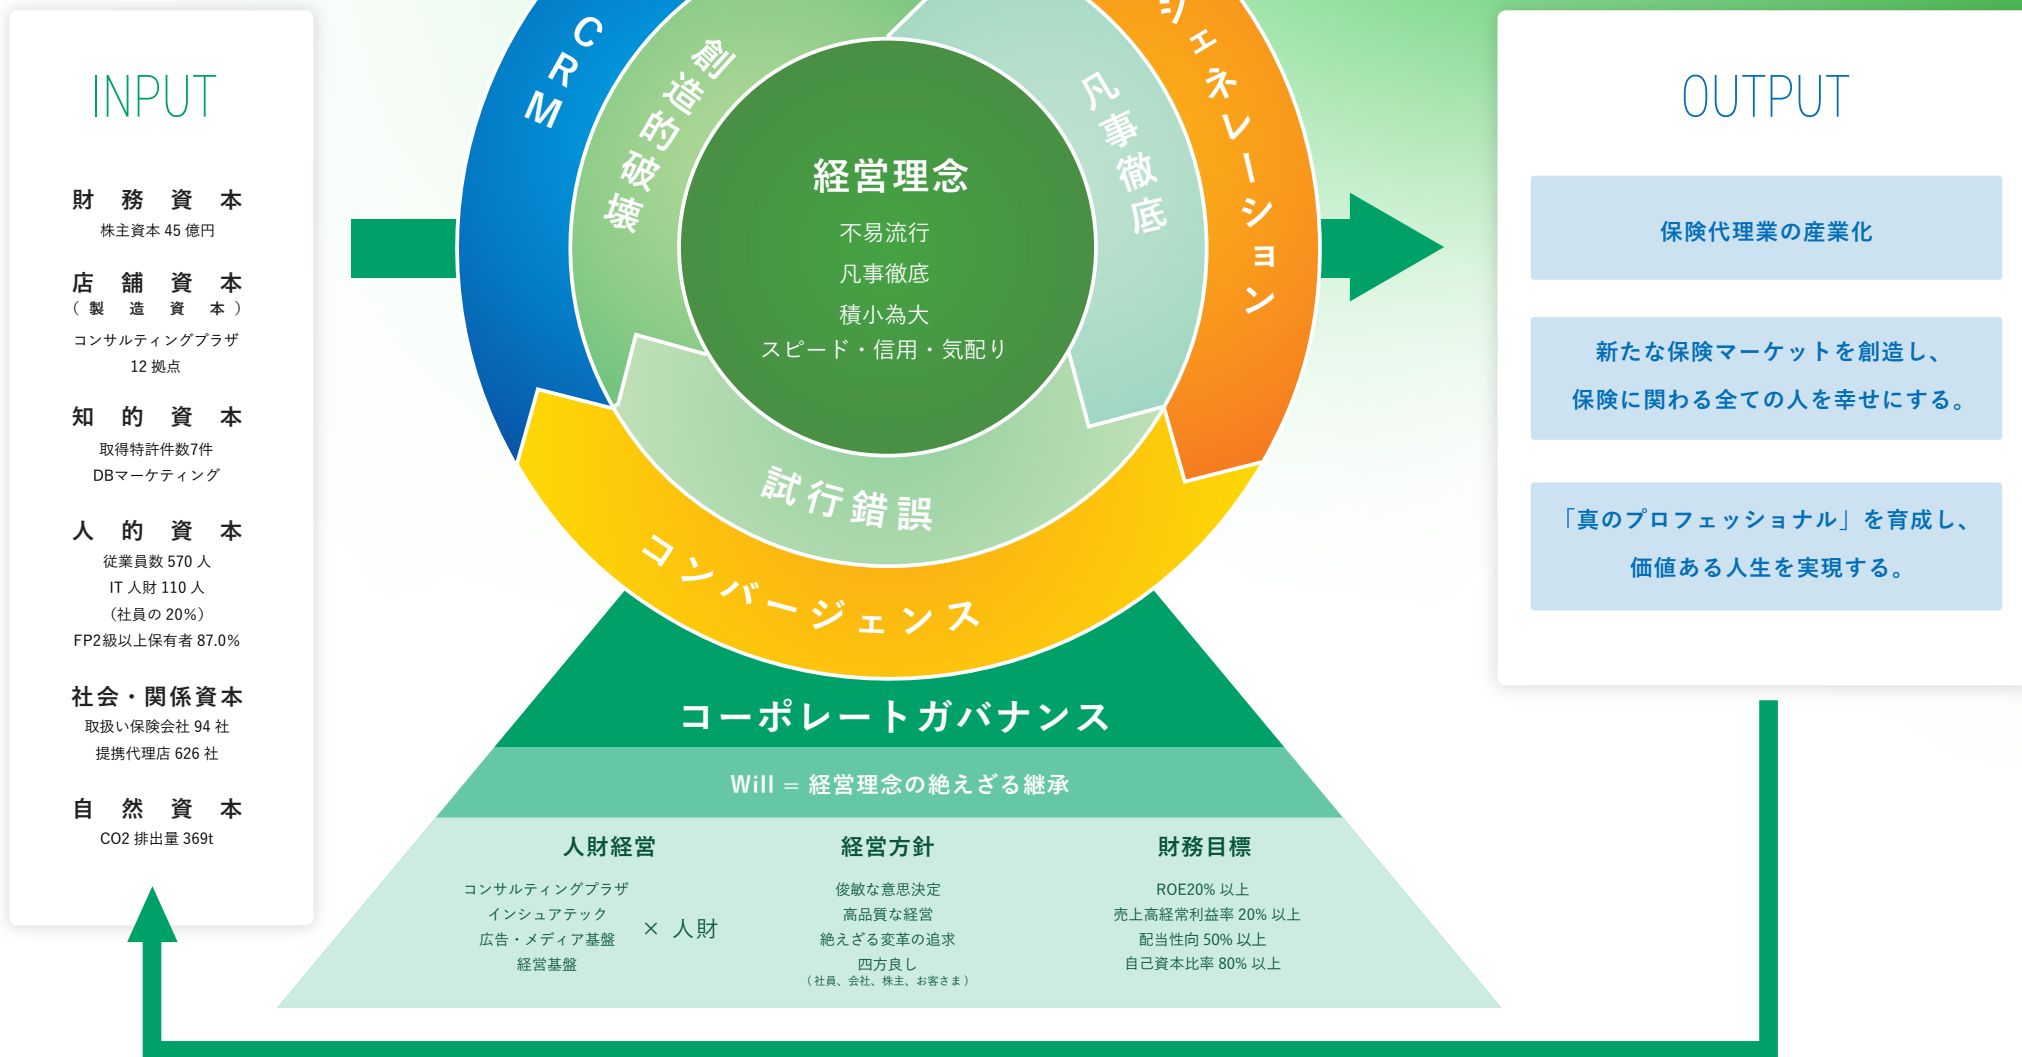 INPUT
財務資本
株主資本 45 億円
店舗資本
(製造資本)
コンサルティングプラザ
12 拠点
知的資本
取得特許件数7件
DBマーケティング
人的資本
従業員数 570 人
IT 人財 110 人
(社員の 20%)
FP2級以上保有者 87.0%
社会・関係資本
取扱い保険会社 94 社
提携代理店 626 社
自然資本
CO2 排出量 369t
CRM
ジェネレーション
コンバージェンス
創造的破壊
凡事徹底
試行錯誤
経営理念
不易流行
凡事徹底
積小為大
スピード・信用・気配り
コーポレートガバナンス
Will = 経営理念の絶えざる継承
人財経営
コンサルティングプラザ
インシュアテック
広告・メディア基盤
経営基盤
× 人財
経営方針
俊敏な意思決定
高品質な経営
絶えざる変革の追求
四方良し
(社員、会社、株主、お客さま)
財務目標
ROE20% 以上
売上高経常利益率 20% 以上
配当性向 50% 以上
自己資本比率 80% 以上
OUTPUT
保険代理業の産業化
新たな保険マーケットを創造し、
保険に関わる全ての人を幸せにする。
「真のプロフェッショナル」を育成し、
価値ある人生を実現する。